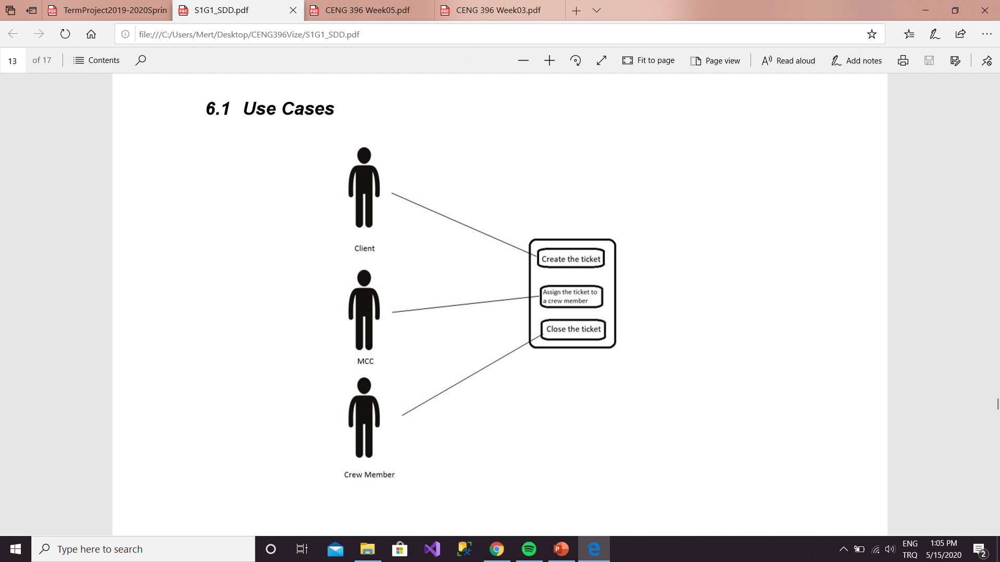 TermProject2019-2020Sprin
S1G1_SDD.pdf
CENG 396 Week05.pdf
CENG 396 Week03.pdf
file:///C:/Users/Mert/Desktop/CENG396Vize/S1G1_SDD.pdf
13 of 17
Contents
Fit to page
Page view
Read aloud
Add notes
6.1 Use Cases
Client
Create the ticket
Assign the ticket to
a crew member
Close the ticket
MCC
Crew Member
Type here to search
ENG
TRQ
1:05 PM
5/15/2020
2